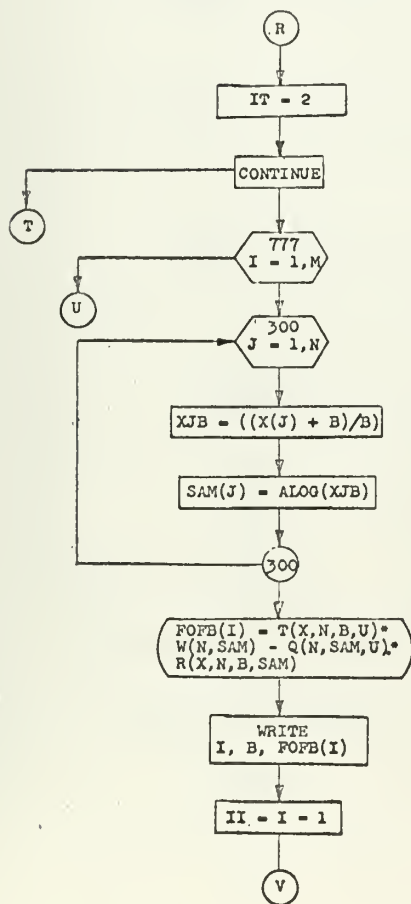 R
IT = 2
CONTINUE
T
777
I = 1,M
U
300
J = 1,N
XJB = ((X(J) + B)/B)
SAM(J) = ALOG(XJB)
300
FOFB(I) = T(X,N,B,U)*
W(N,SAM) - Q(N,SAM,U)*
R(X,N,B,SAM)
WRITE
I, B, FOFB(I)
II = I = 1
V